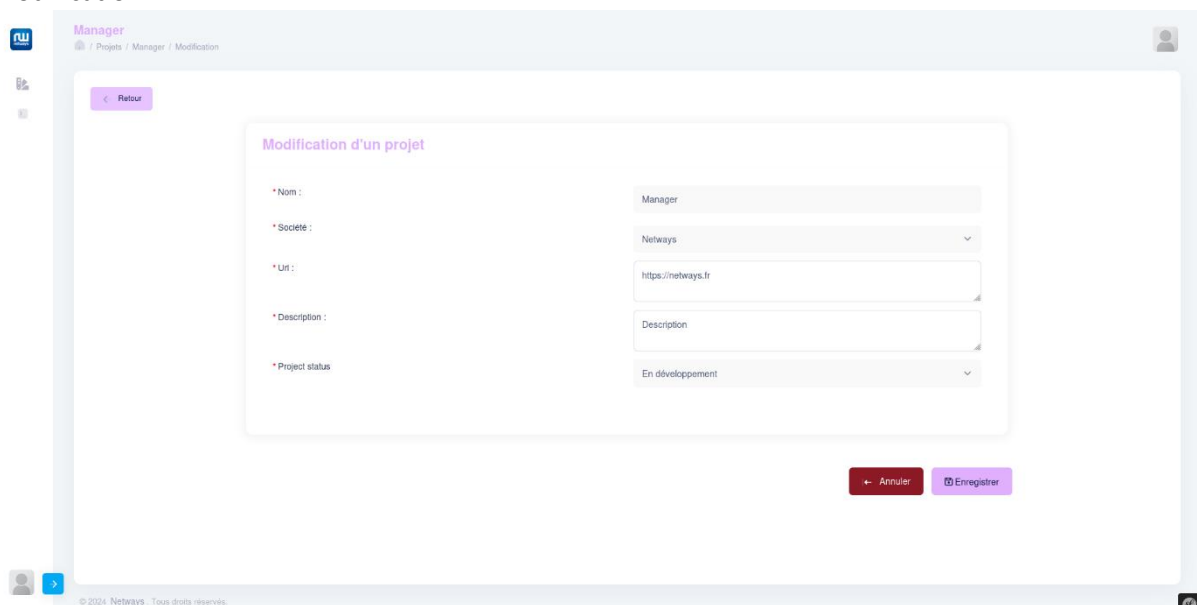 Manager
/ Projets / Manager / Modification
Retour
Modification d'un projet
* Nom :
Manager
* Société :
Netways
* Url :
https://netways.fr
* Description :
Description
* Project status
En développement
Annuler
Enregistrer
© 2024 Netways. Tous droits réservés.